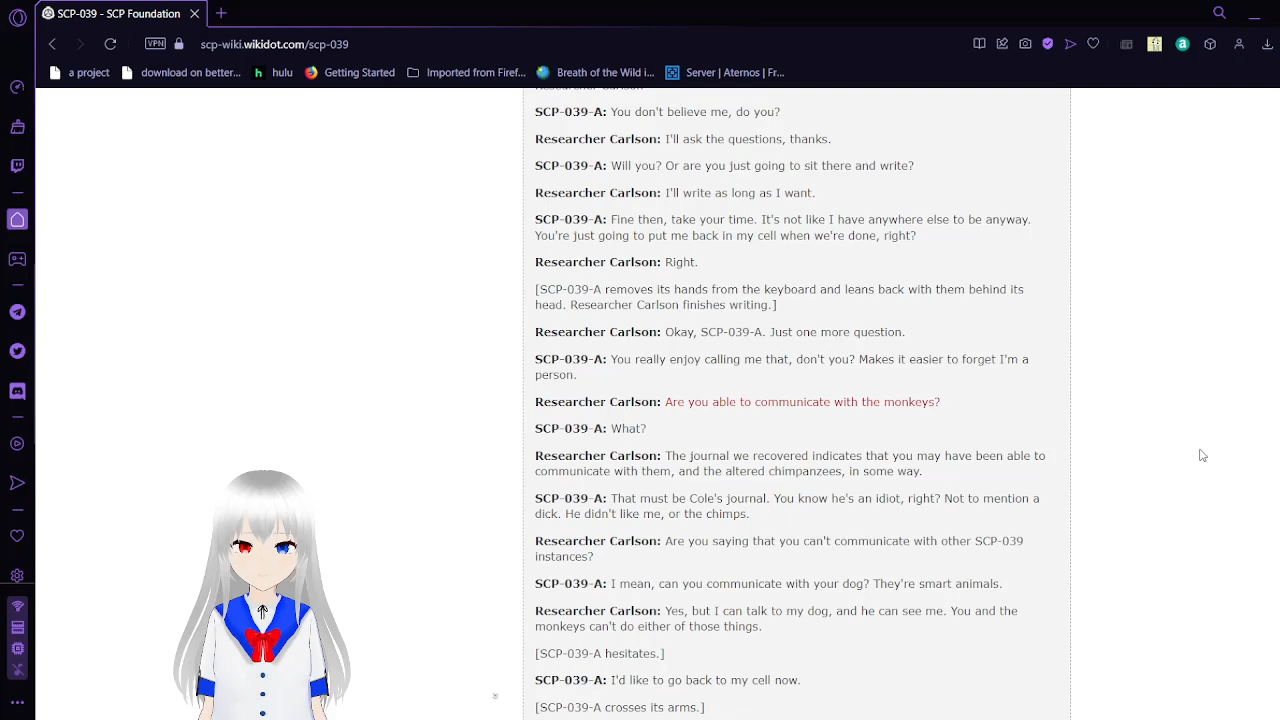 SCP-039 - SCP Foundation
VPN
scp-wiki.wikidot.com/scp-039
a project
download on better...
h hulu
Getting Started
Imported from Firef...
Breath of the Wild i...
Server | Aternos | Fr...
SCP-039-A: You don't believe me, do you?
Researcher Carlson: I'll ask the questions, thanks.
SCP-039-A: Will you? Or are you just going to sit there and write?
Researcher Carlson: I'll write as long as I want.
SCP-039-A: Fine then, take your time. It's not like I have anywhere else to be anyway.
You're just going to put me back in my cell when we're done, right?
Researcher Carlson: Right.
[SCP-039-A removes its hands from the keyboard and leans back with them behind its
head. Researcher Carlson finishes writing.]
Researcher Carlson: Okay, SCP-039-A. Just one more question.
SCP-039-A: You really enjoy calling me that, don't you? Makes it easier to forget I'm a
person.
Researcher Carlson: Are you able to communicate with the monkeys?
SCP-039-A: What?
Researcher Carlson: The journal we recovered indicates that you may have been able to
communicate with them, and the altered chimpanzees, in some way.
SCP-039-A: That must be Cole's journal. You know he's an idiot, right? Not to mention a
dick. He didn't like me, or the chimps.
Researcher Carlson: Are you saying that you can't communicate with other SCP-039
instances?
SCP-039-A: I mean, can you communicate with your dog? They're smart animals.
Researcher Carlson: Yes, but I can talk to my dog, and he can see me. You and the
monkeys can't do either of those things.
[SCP-039-A hesitates.]
SCP-039-A: I'd like to go back to my cell now.
[SCP-039-A crosses its arms.]